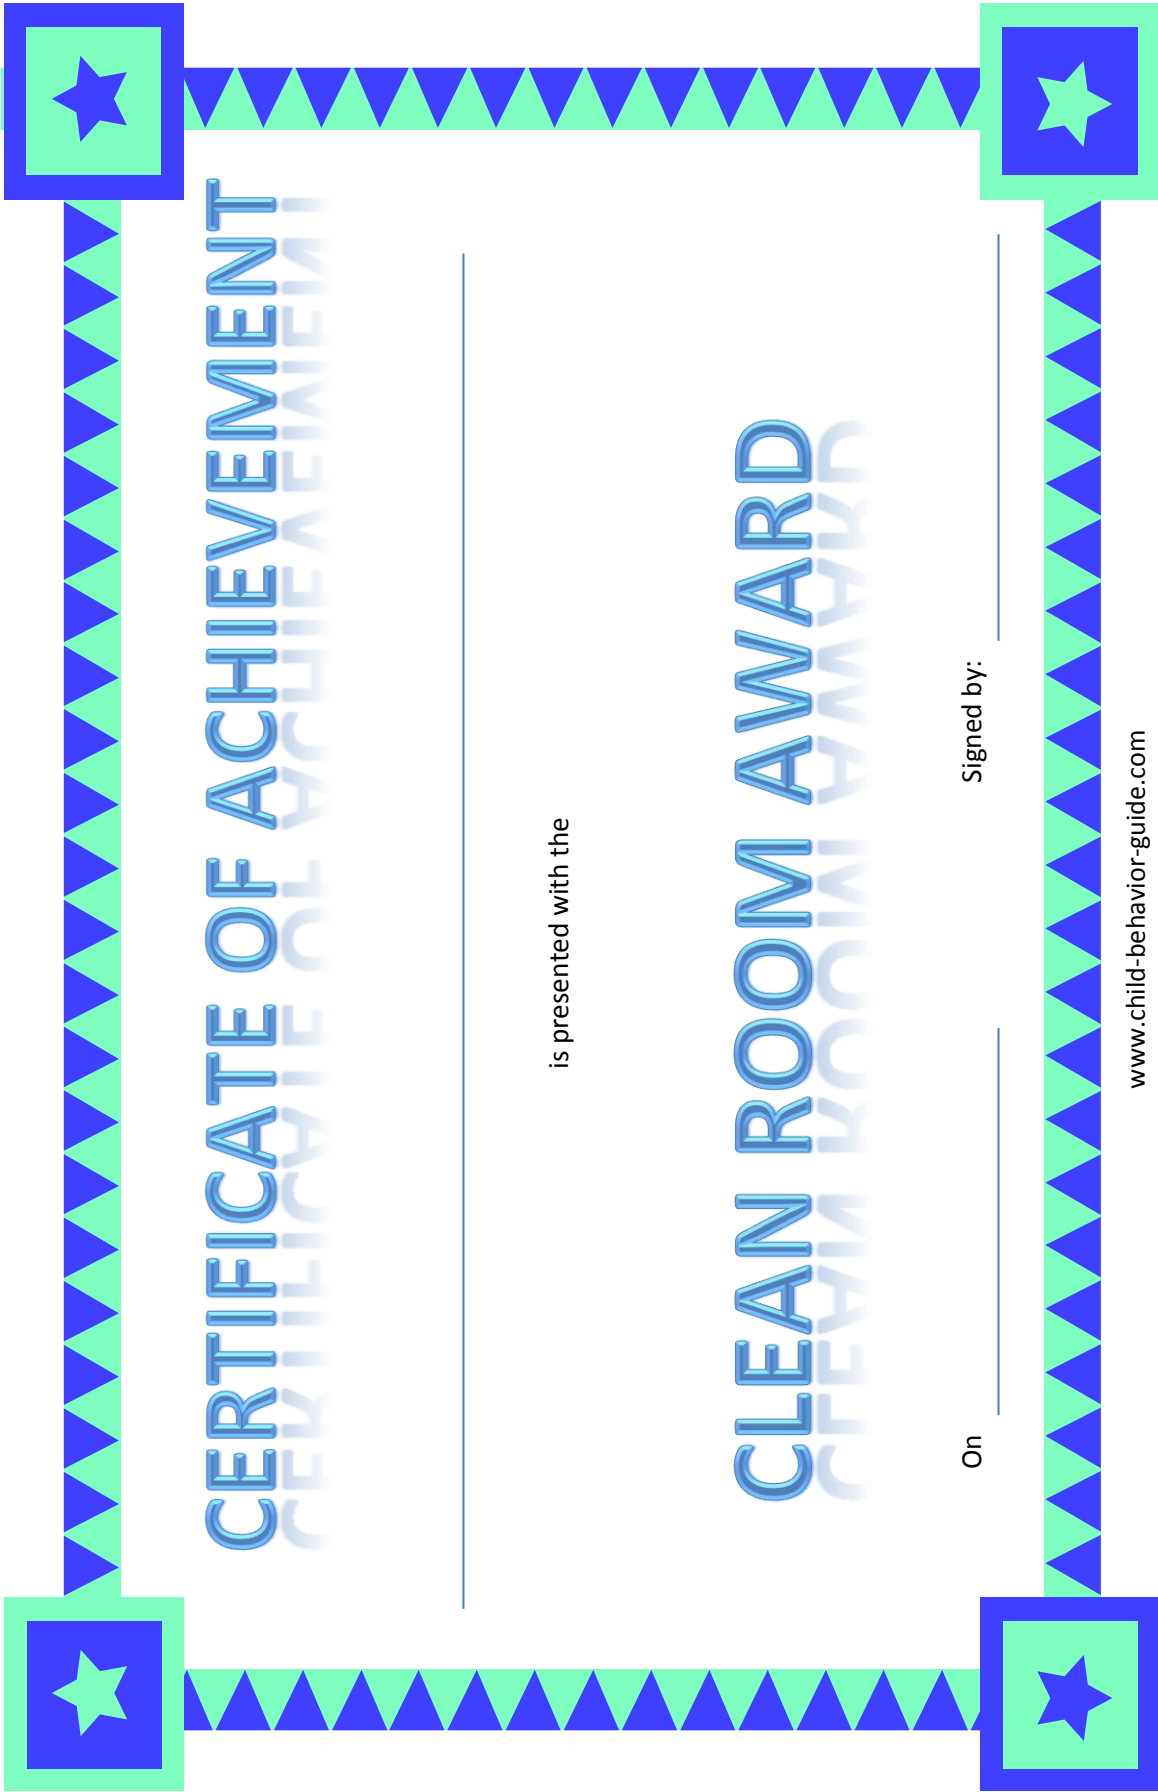 CERTIFICATE OF ACHIEVEMENT
is presented with the
CLEAN ROOM AWARD
On Signed by:
www.child-behavior-guide.com